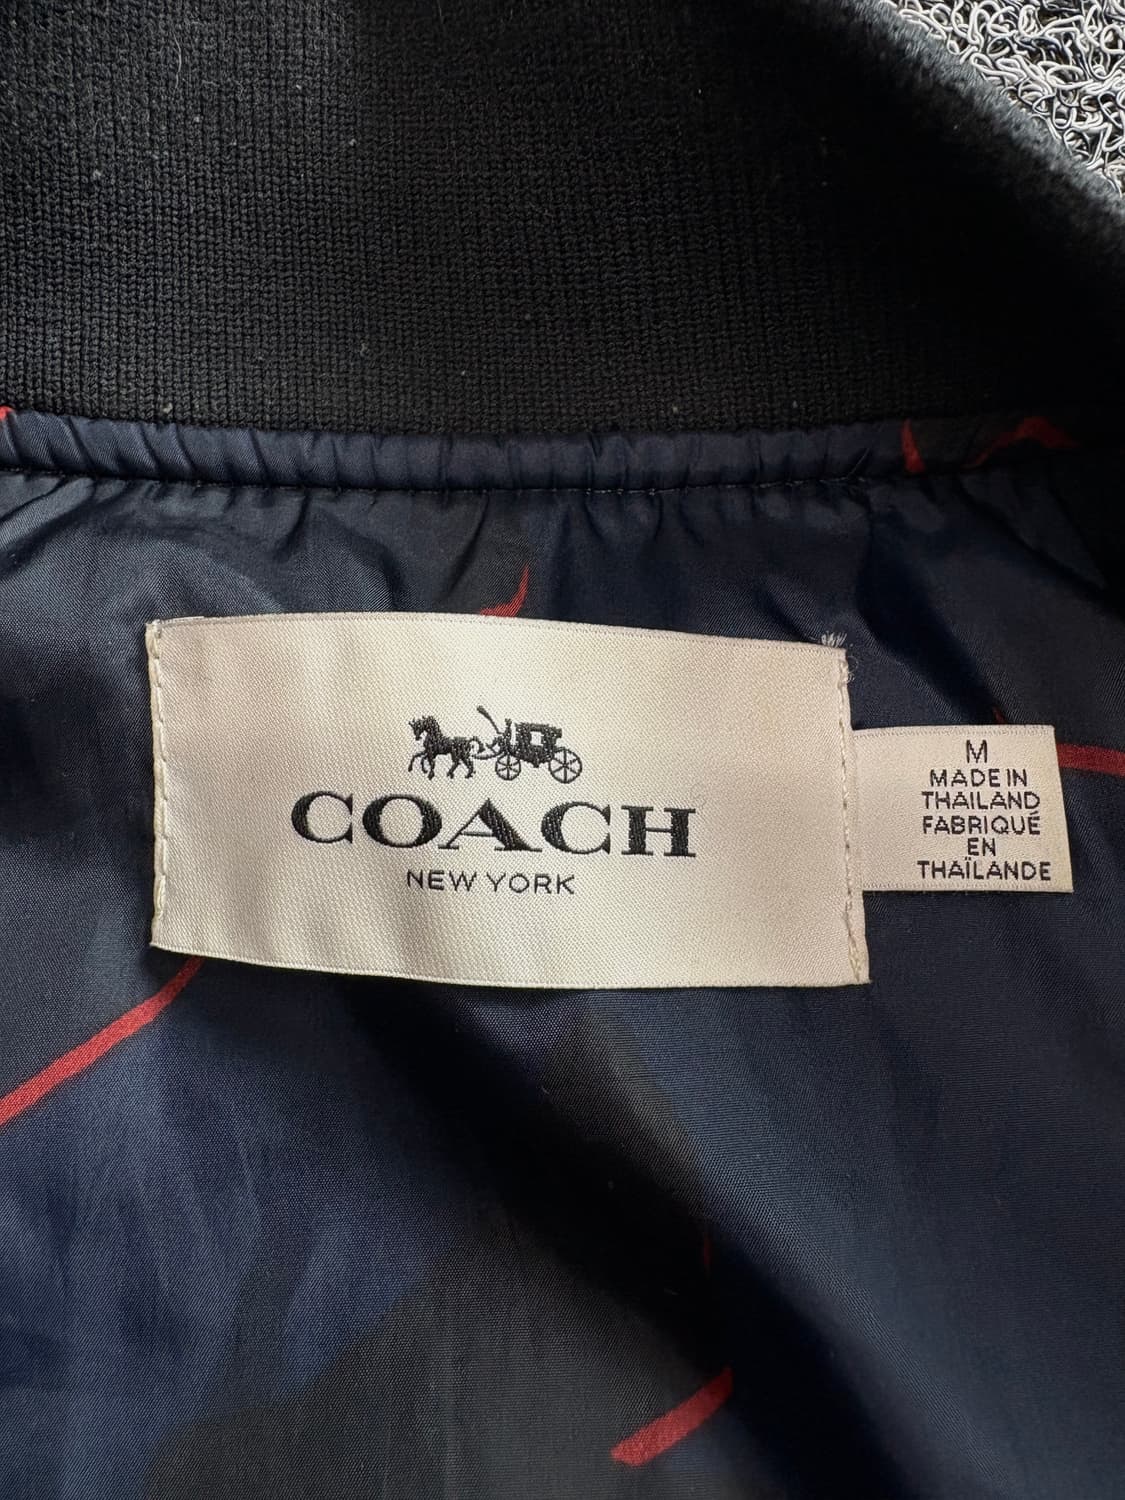 COACH
NEW YORK
M
MADE IN
THAILAND
FABRIQUÉ
EN
THAÏLANDE